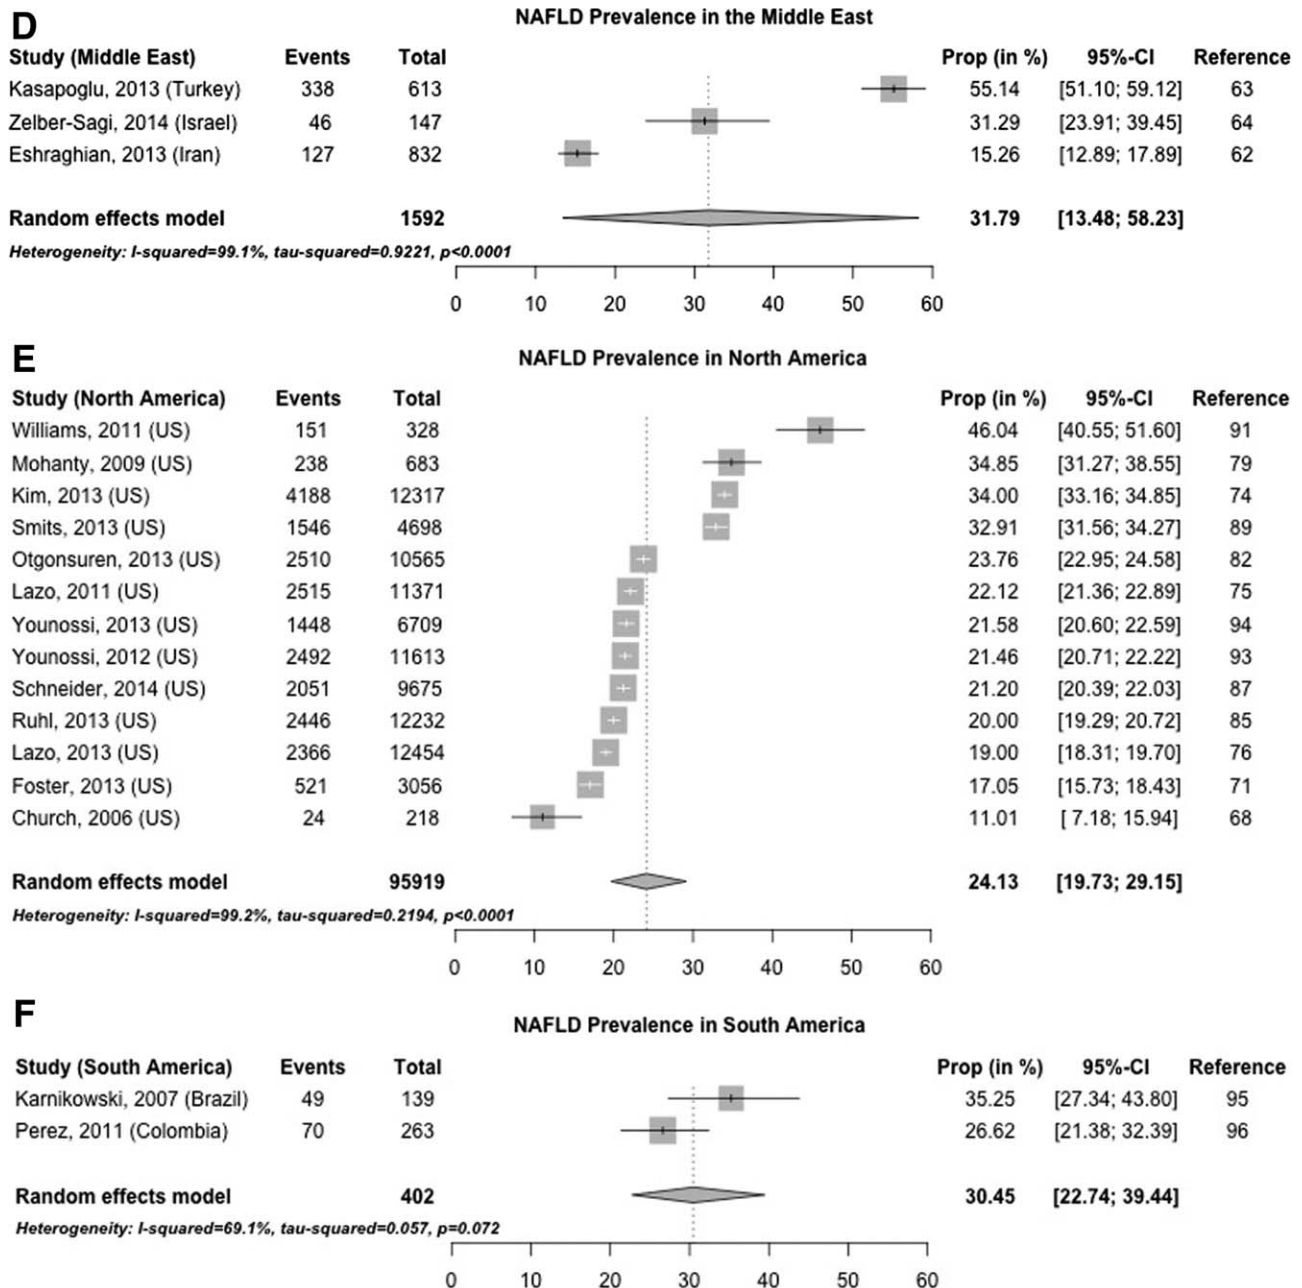 D
NAFLD Prevalence in the Middle East
Study (Middle East) Events Total Prop (in %) 95%-CI Reference
Kasapoglu, 2013 (Turkey) 338 613 55.14 [51.10; 59.12] 63
Zelber-Sagi, 2014 (Israel) 46 147 31.29 [23.91; 39.45] 64
Eshraghian, 2013 (Iran) 127 832 15.26 [12.89; 17.89] 62
Random effects model 1592 31.79 [13.48; 58.23]
Heterogeneity: I-squared=99.1%, tau-squared=0.9221, p<0.0001
0 10 20 30 40 50 60
E
NAFLD Prevalence in North America
Study (North America) Events Total Prop (in %) 95%-CI Reference
Williams, 2011 (US) 151 328 46.04 [40.55; 51.60] 91
Mohanty, 2009 (US) 238 683 34.85 [31.27; 38.55] 79
Kim, 2013 (US) 4188 12317 34.00 [33.16; 34.85] 74
Smits, 2013 (US) 1546 4698 32.91 [31.56; 34.27] 89
Otgonsuren, 2013 (US) 2510 10565 23.76 [22.95; 24.58] 82
Lazo, 2011 (US) 2515 11371 22.12 [21.36; 22.89] 75
Younossi, 2013 (US) 1448 6709 21.58 [20.60; 22.59] 94
Younossi, 2012 (US) 2492 11613 21.46 [20.71; 22.22] 93
Schneider, 2014 (US) 2051 9675 21.20 [20.39; 22.03] 87
Ruhl, 2013 (US) 2446 12232 20.00 [19.29; 20.72] 85
Lazo, 2013 (US) 2366 12454 19.00 [18.31; 19.70] 76
Foster, 2013 (US) 521 3056 17.05 [15.73; 18.43] 71
Church, 2006 (US) 24 218 11.01 [ 7.18; 15.94] 68
Random effects model 95919 24.13 [19.73; 29.15]
Heterogeneity: I-squared=99.2%, tau-squared=0.2194, p<0.0001
0 10 20 30 40 50 60
F
NAFLD Prevalence in South America
Study (South America) Events Total Prop (in %) 95%-CI Reference
Karnikowski, 2007 (Brazil) 49 139 35.25 [27.34; 43.80] 95
Perez, 2011 (Colombia) 70 263 26.62 [21.38; 32.39] 96
Random effects model 402 30.45 [22.74; 39.44]
Heterogeneity: I-squared=69.1%, tau-squared=0.057, p=0.072
0 10 20 30 40 50 60